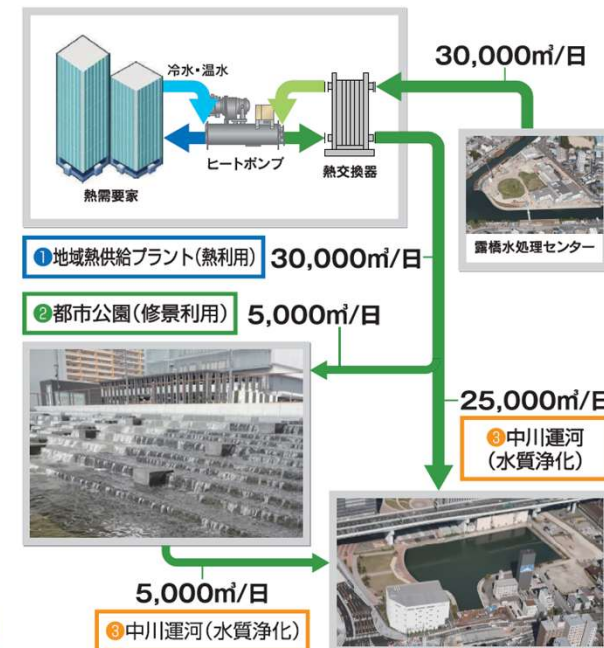 30,000㎥/日
冷水・温水
ヒートポンプ
熱交換器
熱需要家
露橋水処理センター
❶地域熱供給プラント(熱利用)
30,000㎥/日
❷都市公園(修景利用)
5,000㎥/日
25,000㎥/日
❸中川運河
(水質浄化)
5,000㎥/日
❸中川運河(水質浄化)